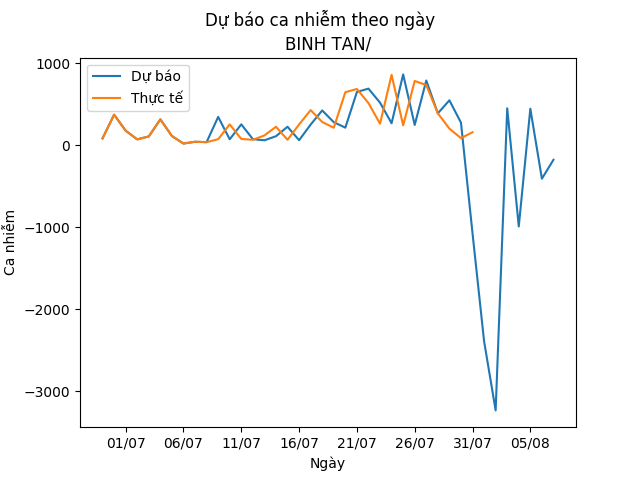 Dự báo ca nhiễm theo ngày
BINH TAN/
Dự báo
Thực tế
1000
0
−1000
−2000
−3000
Ca nhiễm
01/07 06/07 11/07 16/07 21/07 26/07 31/07 05/08
Ngày